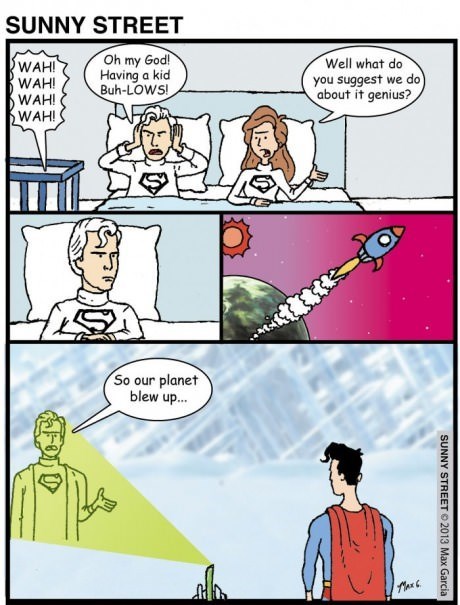 SUNNY STREET
WAH!
WAH!
WAH!
WAH!
Oh my God!
Having a kid
Buh-LOWS!
Well what do
you suggest we do
about it genius?
So our planet
blew up...
SUNNY STREET © 2013 Max Garcia
MAX G.